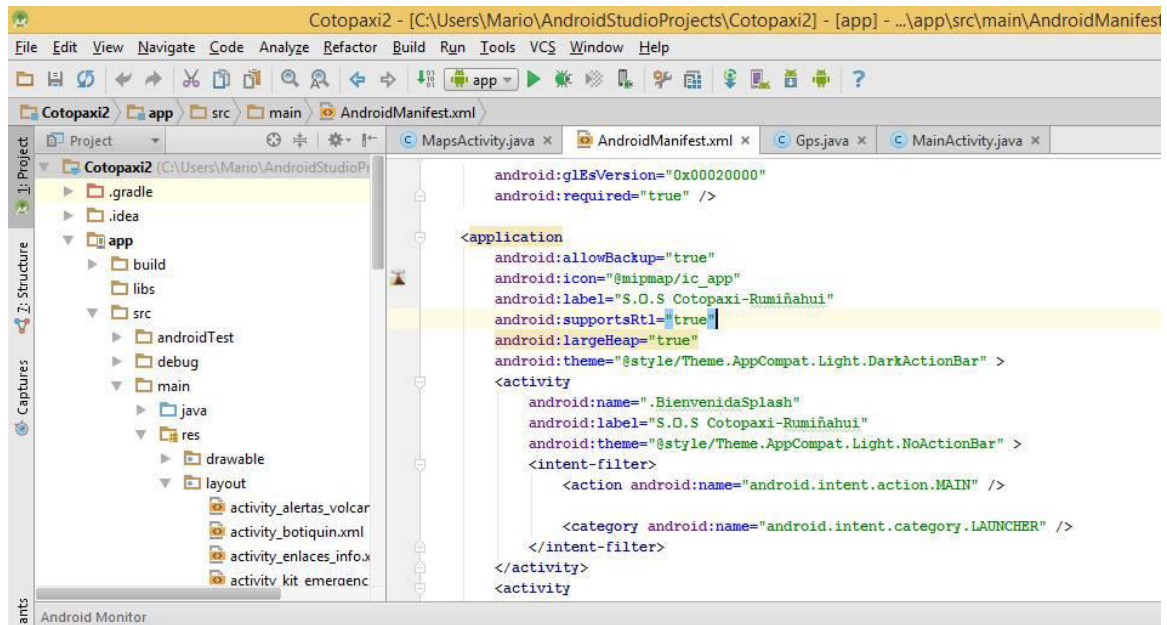 Cotopaxi2 - [C:\Users\Mario\AndroidStudioProjects\Cotopaxi2] - [app] - ...\app\src\main\AndroidManifest
File Edit View Navigate Code Analyze Refactor Build Run Tools VCS Window Help
app
Cotopaxi2 app src main AndroidManifest.xml
Project MapsActivity.java AndroidManifest.xml Gps.java MainActivity.java
1: Project
Z: Structure
Captures
Cotopaxi2 (C:\Users\Mario\AndroidStudioP
.gradle
.idea
app
build
libs
src
androidTest
debug
main
java
res
drawable
layout
activity_alertas_volcan
activity_botiquin.xml
activity_enlaces_info.x
activity_kit_emergenc
android:glEsVersion="0x00020000"
android:required="true" />
<application
android:allowBackup="true"
android:icon="@mipmap/ic_app"
android:label="S.O.S Cotopaxi-Rumiñahui"
android:supportsRtl="true"
android:largeHeap="true"
android:theme="@style/Theme.AppCompat.Light.DarkActionBar" >
<activity
android:name=".BienvenidaSplash"
android:label="S.O.S Cotopaxi-Rumiñahui"
android:theme="@style/Theme.AppCompat.Light.NoActionBar" >
<intent-filter>
<action android:name="android.intent.action.MAIN" />
<category android:name="android.intent.category.LAUNCHER" />
</intent-filter>
</activity>
<activity
ants
Android Monitor